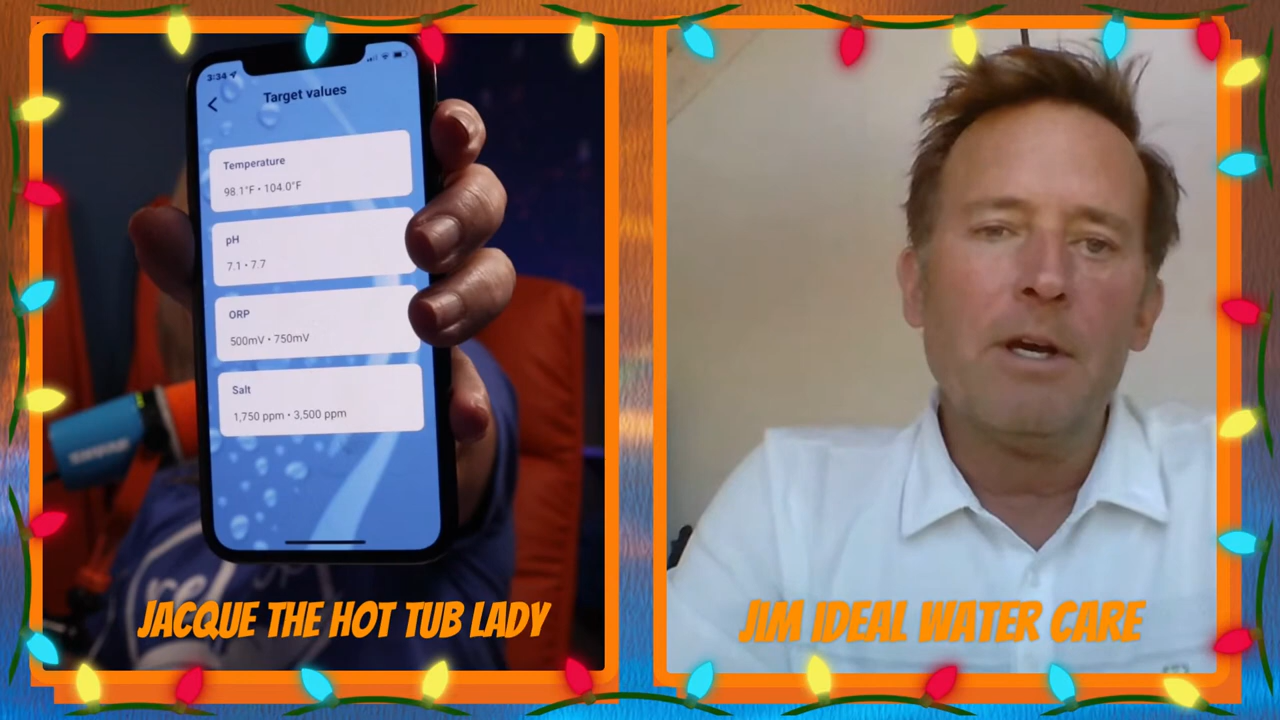 3:34
Target values
Temperature
98.1°F • 104.0°F
pH
7.1 • 7.7
ORP
500mV • 750mV
Salt
1,750 ppm • 3,500 ppm
JACQUE THE HOT TUB LADY
JIM IDEAL WATER CARE